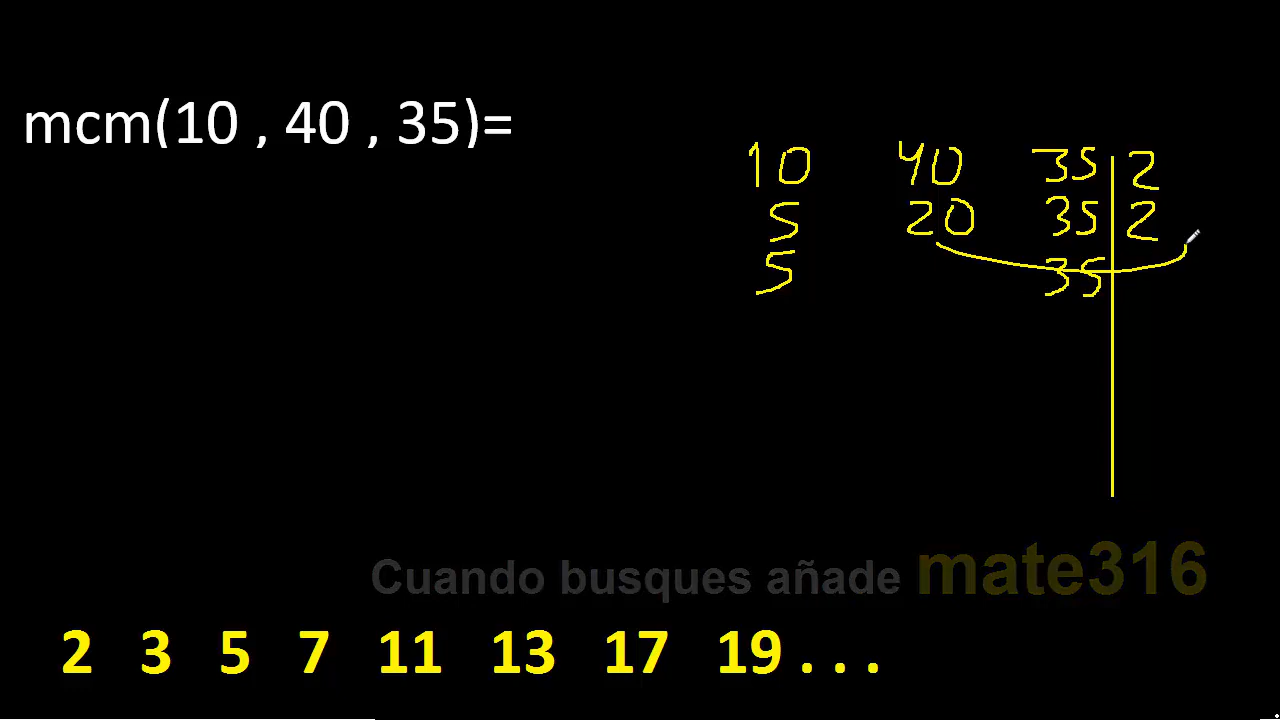 mcm(10 , 40 , 35)=
10 40 35 2
5 20 35 2
5 35
Cuando busques añade mate316
2 3 5 7 11 13 17 19 . . .